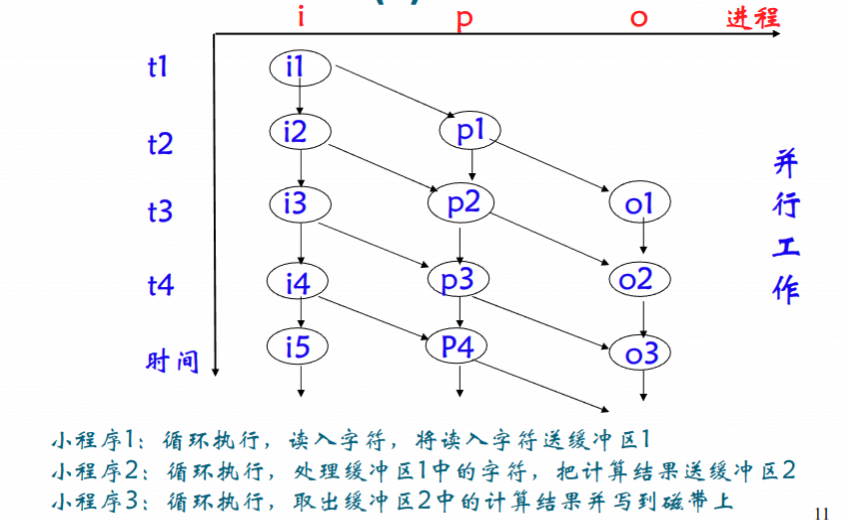 i p o 进程
t1 i1
t2 i2 p1
t3 i3 p2 o1
t4 i4 p3 o2
时间 i5 P4 o3
并行工作
小程序1：循环执行，读入字符，将读入字符送缓冲区1
小程序2：循环执行，处理缓冲区1中的字符，把计算结果送缓冲区2
小程序3：循环执行，取出缓冲区2中的计算结果并写到磁带上
11